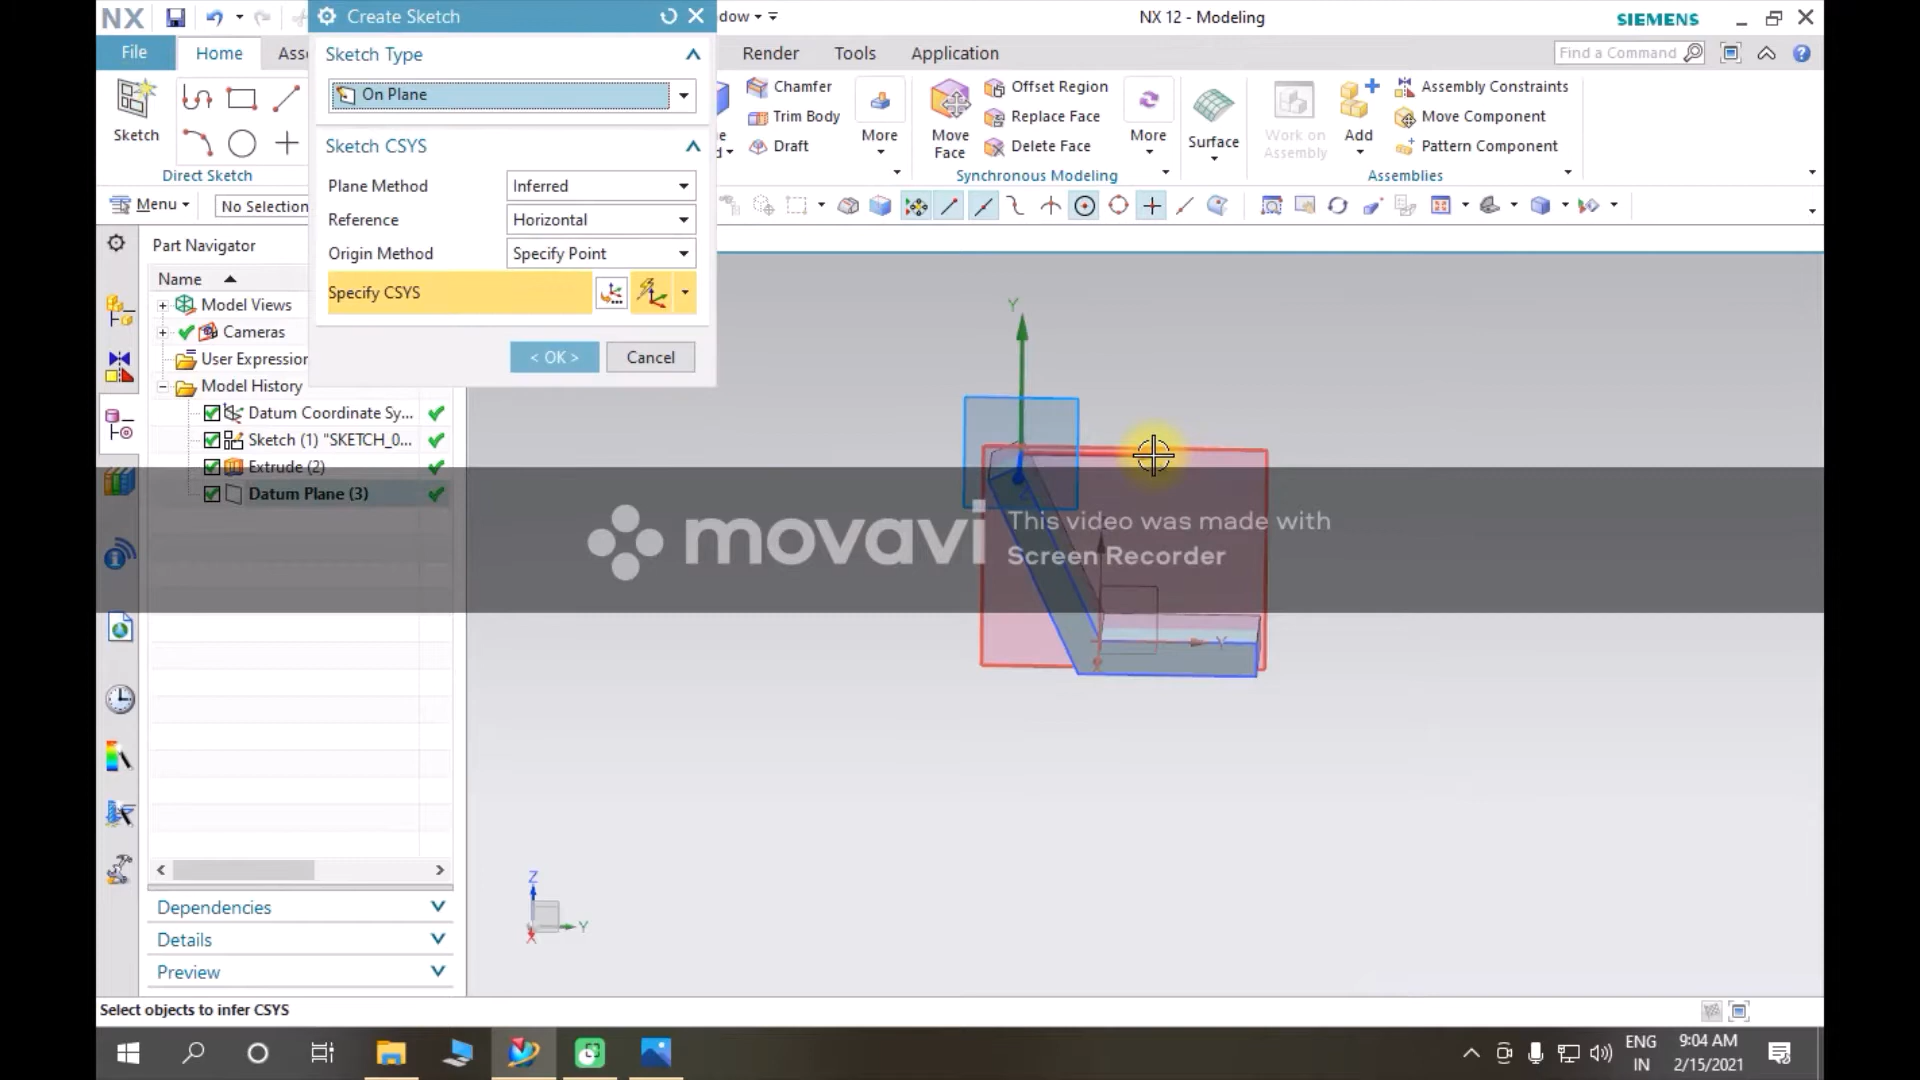 NX
Create Sketch
dow
NX 12 - Modeling
SIEMENS
File
Home
Ass
Render
Tools
Application
Find a Command
Sketch Type
On Plane
Sketch
Direct Sketch
Chamfer
Trim Body
Draft
More
Move Face
Offset Region
Replace Face
Delete Face
More
Synchronous Modeling
Surface
Work on Assembly
Add
Assembly Constraints
Move Component
Pattern Component
Assemblies
Sketch CSYS
Plane Method
Inferred
Reference
Horizontal
Origin Method
Specify Point
Specify CSYS
< OK >
Cancel
Menu
No Selection
Part Navigator
Name
Model Views
Cameras
User Expression
Model History
Datum Coordinate Sy...
Sketch (1) "SKETCH_0...
Extrude (2)
Datum Plane (3)
Y
movavi
This video was made with
Screen Recorder
Y
Z
Y
X
Dependencies
Details
Preview
Select objects to infer CSYS
ENG
IN
9:04 AM
2/15/2021